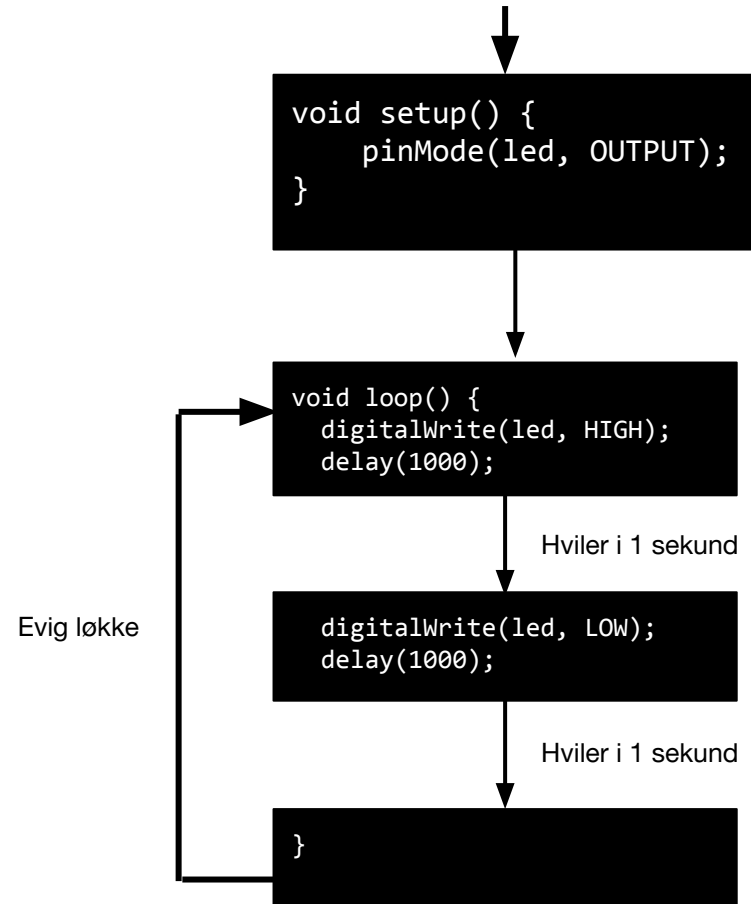 void setup() {
    pinMode(led, OUTPUT);
}
void loop() {
  digitalWrite(led, HIGH);
  delay(1000);
Hviler i 1 sekund
Evig løkke
  digitalWrite(led, LOW);
  delay(1000);
Hviler i 1 sekund
}